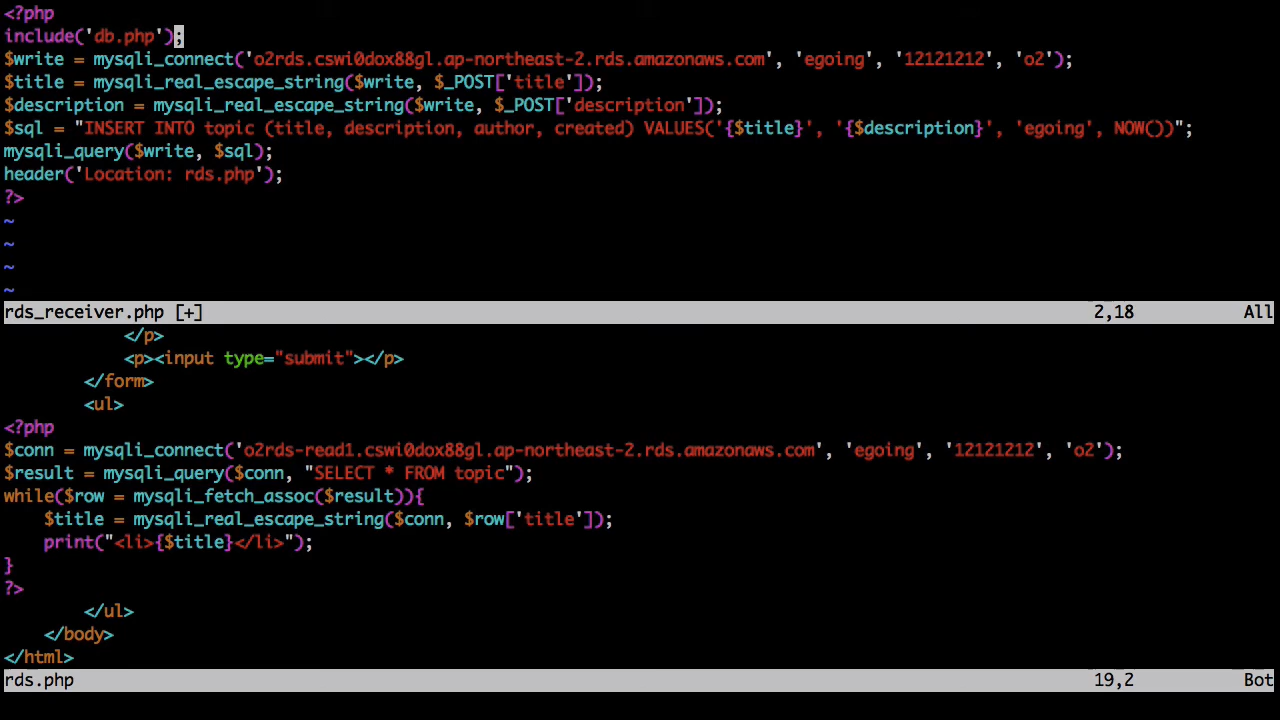 <?php
include('db.php');
$write = mysqli_connect('o2rds.cswi0dox88gl.ap-northeast-2.rds.amazonaws.com', 'egoing', '12121212', 'o2');
$title = mysqli_real_escape_string($write, $_POST['title']);
$description = mysqli_real_escape_string($write, $_POST['description']);
$sql = "INSERT INTO topic (title, description, author, created) VALUES('{$title}', '{$description}', 'egoing', NOW())";
mysqli_query($write, $sql);
header('Location: rds.php');
?>
~
~
~
~
rds_receiver.php [+] 2,18 All
            </p>
            <p><input type="submit"></p>
        </form>
        <ul>
<?php
$conn = mysqli_connect('o2rds-read1.cswi0dox88gl.ap-northeast-2.rds.amazonaws.com', 'egoing', '12121212', 'o2');
$result = mysqli_query($conn, "SELECT * FROM topic");
while($row = mysqli_fetch_assoc($result)){
    $title = mysqli_real_escape_string($conn, $row['title']);
    print("<li>{$title}</li>");
}
?>
        </ul>
    </body>
</html>
rds.php 19,2 Bot